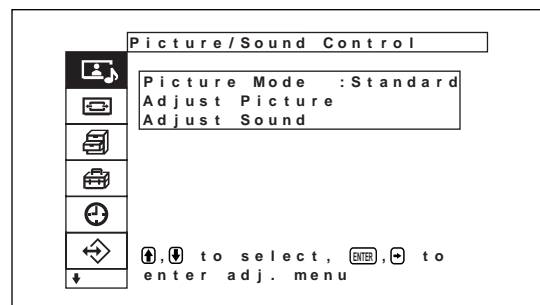 Picture/Sound Control
Picture Mode :Standard
Adjust Picture
Adjust Sound
↑,↓ to select, ENTER,→ to
enter adj. menu